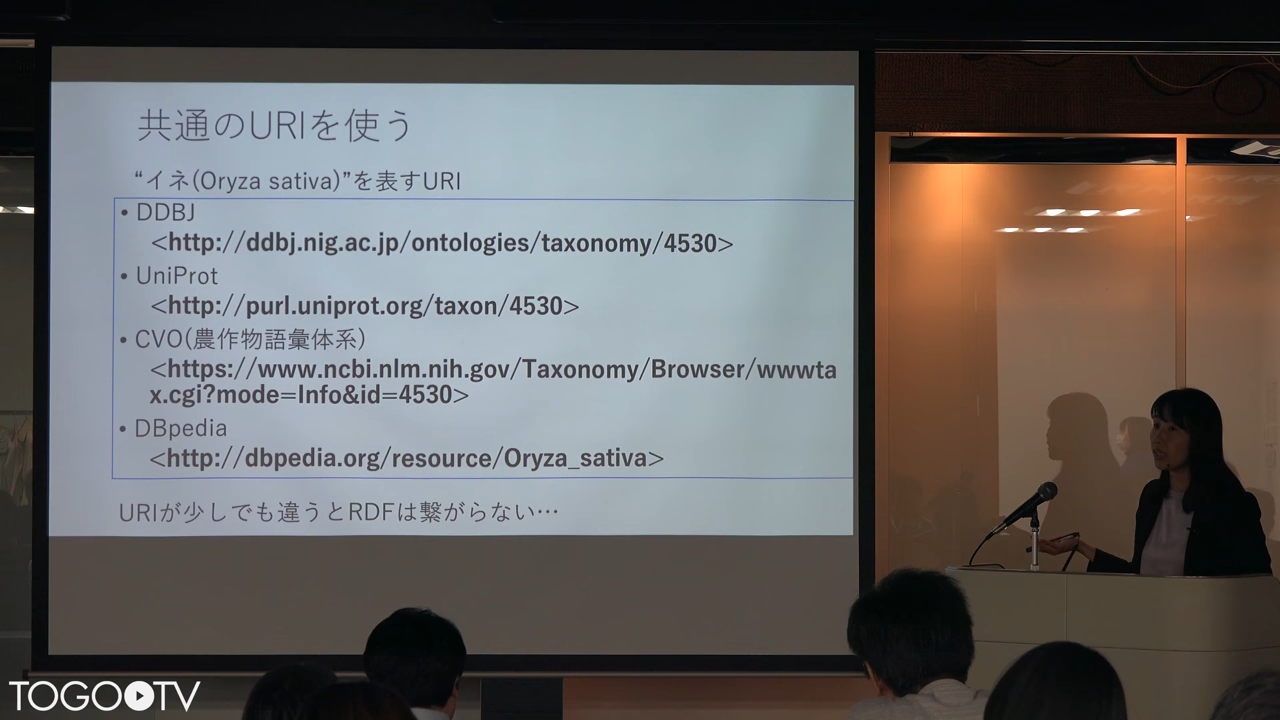 共通のURIを使う
“イネ(Oryza sativa)”を表すURI
• DDBJ
<http://ddbj.nig.ac.jp/ontologies/taxonomy/4530>
• UniProt
<http://purl.uniprot.org/taxon/4530>
• CVO(農作物語彙体系)
<https://www.ncbi.nlm.nih.gov/Taxonomy/Browser/wwwta
x.cgi?mode=Info&id=4530>
• DBpedia
<http://dbpedia.org/resource/Oryza_sativa>
URIが少しでも違うとRDFは繋がらない…
TOGO TV